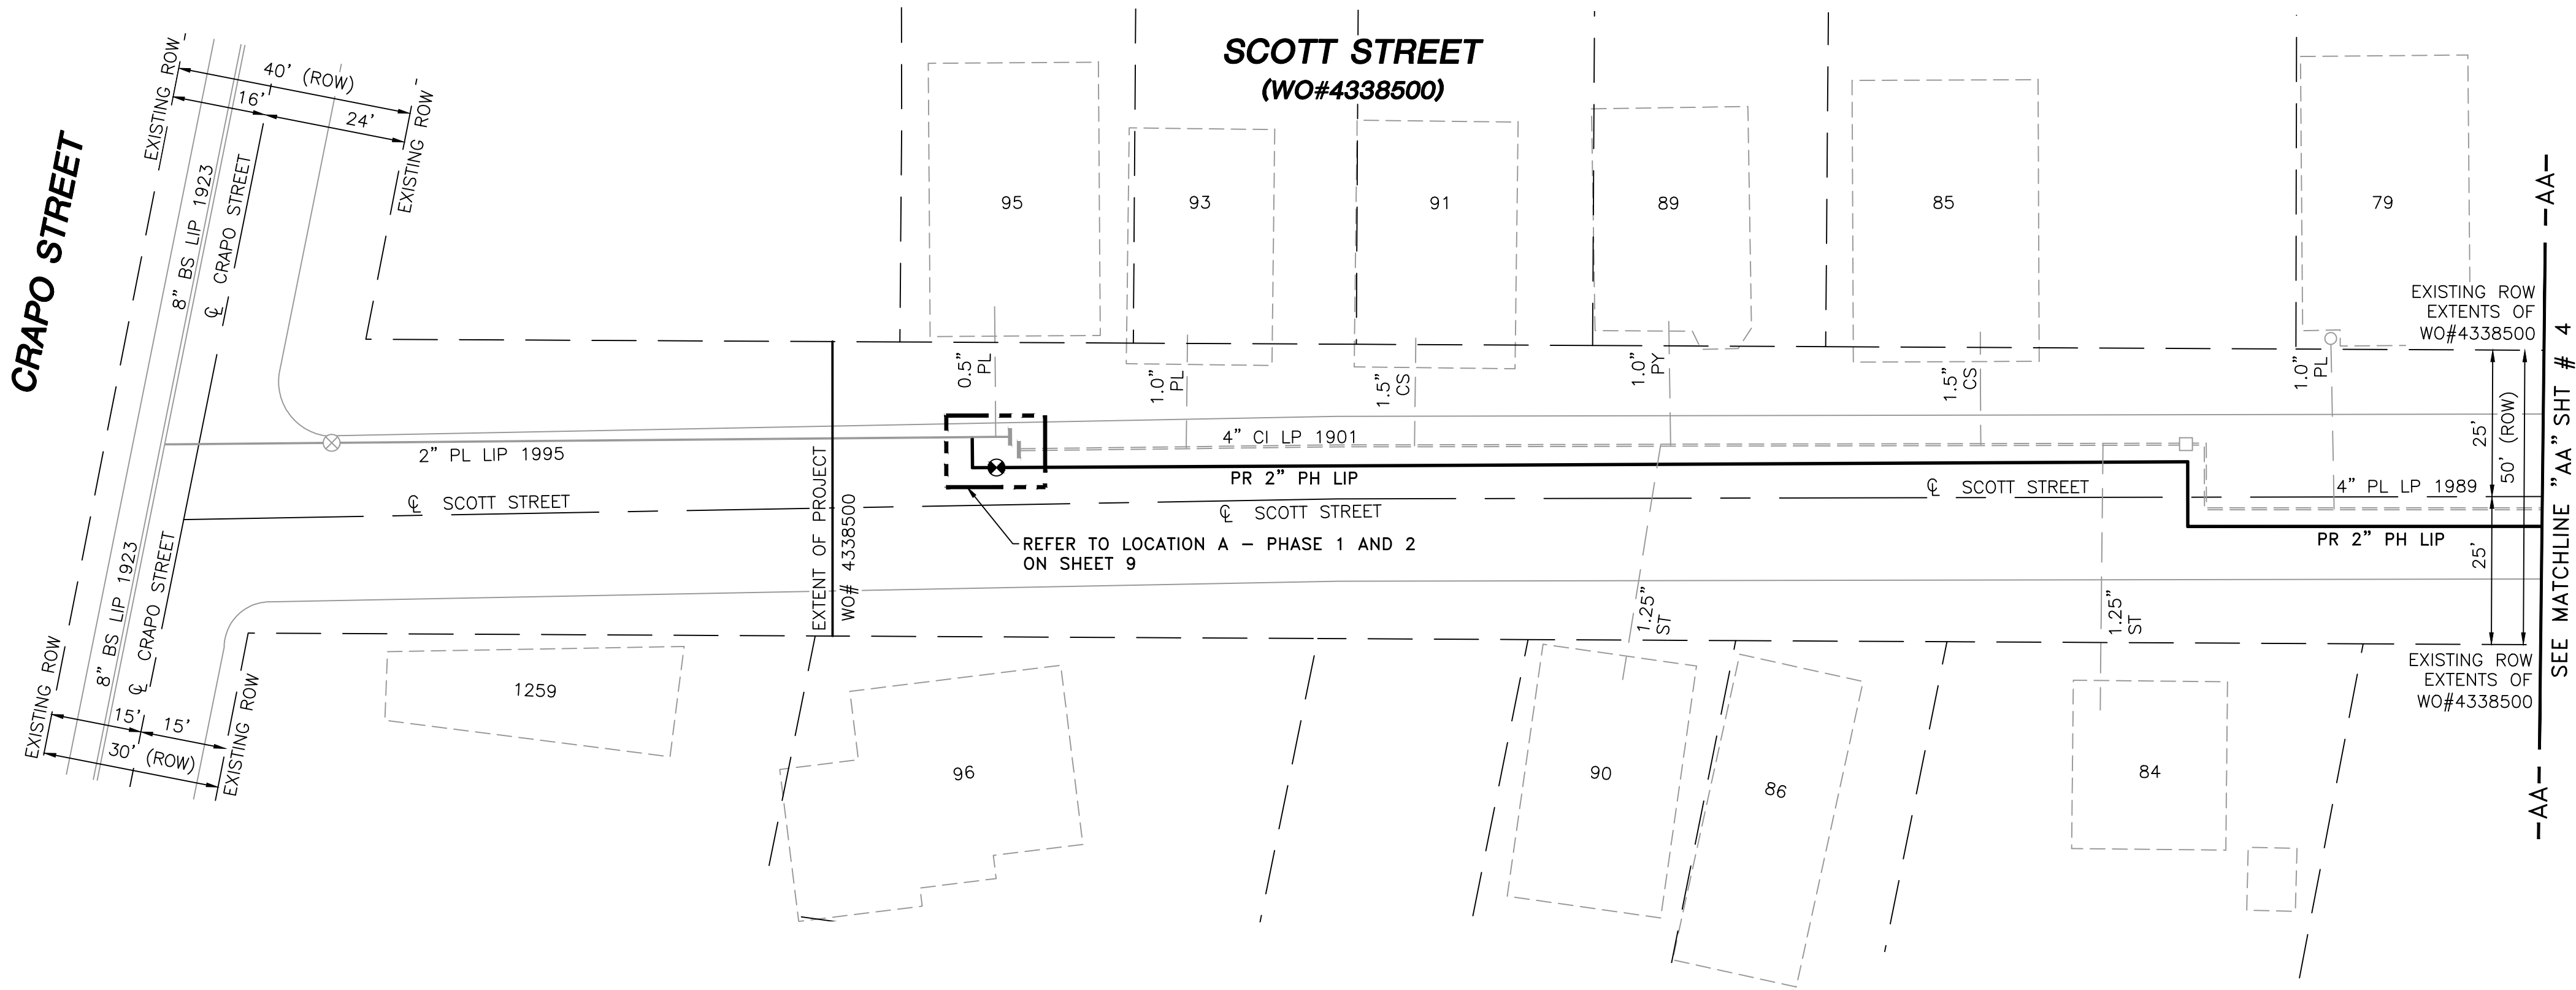 SCOTT STREET
(WO#4338500)
CRAPO STREET
EXISTING ROW
40' (ROW)
16'
24'
EXISTING ROW
8" BS LIP 1923
℄ CRAPO STREET
95
93
91
89
85
79
EXISTING ROW
EXTENTS OF
WO#4338500
0.5"
PL
1.0"
PL
1.5"
CS
1.0"
PY
1.5"
CS
1.0"
PL
25'
50' (ROW)
25'
2" PL LIP 1995
4" CI LP 1901
PR 2" PH LIP
4" PL LP 1989
PR 2" PH LIP
℄ SCOTT STREET
℄ SCOTT STREET
℄ SCOTT STREET
EXTENT OF PROJECT
WO# 4338500
REFER TO LOCATION A – PHASE 1 AND 2
ON SHEET 9
1.25"
ST
1.25"
ST
8" BS LIP 1923
℄ CRAPO STREET
EXISTING ROW
15'
15'
30' (ROW)
EXISTING ROW
1259
96
90
86
84
EXISTING ROW
EXTENTS OF
WO#4338500
AA
SEE MATCHLINE "AA" SHT # 4
AA